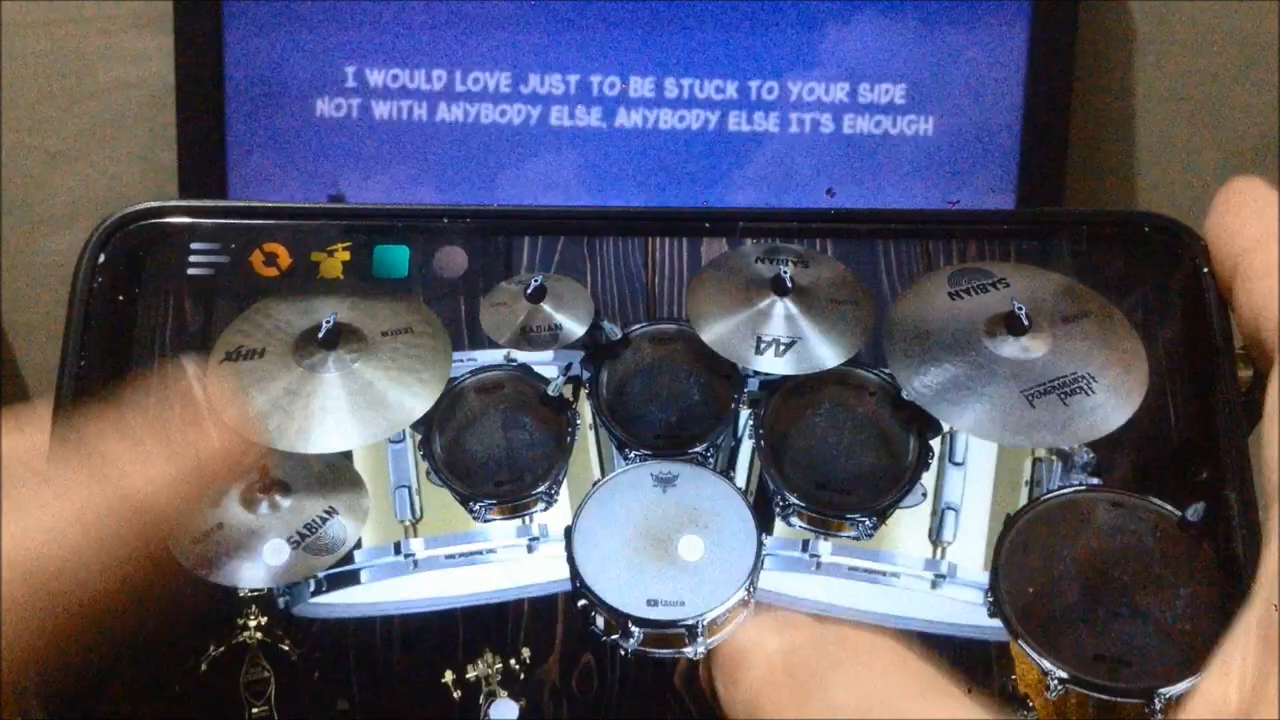 I WOULD LOVE JUST TO BE STUCK TO YOUR SIDE
NOT WITH ANYBODY ELSE, ANYBODY ELSE IT'S ENOUGH
SABIAN
SABIAN
SABIAN
HHX
AA
Hand
Hammered
SABIAN